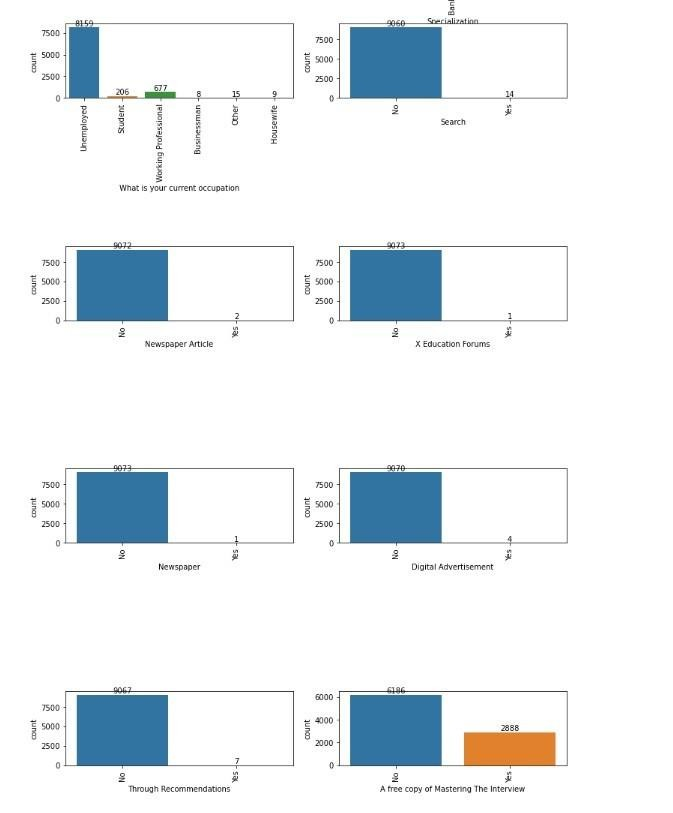 Bank
Specialization
8159
7500
5000
2500
0
count
206
677
8
15
9
Unemployed
Student
Working Professional
Businessman
Other
Housewife
What is your current occupation
9060
7500
5000
2500
0
count
14
No
Yes
Search
9072
7500
5000
2500
0
count
2
No
Yes
Newspaper Article
9073
7500
5000
2500
0
count
1
No
Yes
X Education Forums
9073
7500
5000
2500
0
count
1
No
Yes
Newspaper
9070
7500
5000
2500
0
count
4
No
Yes
Digital Advertisement
9067
7500
5000
2500
0
count
7
No
Yes
Through Recommendations
6186
6000
4000
2000
0
count
2888
No
Yes
A free copy of Mastering The Interview